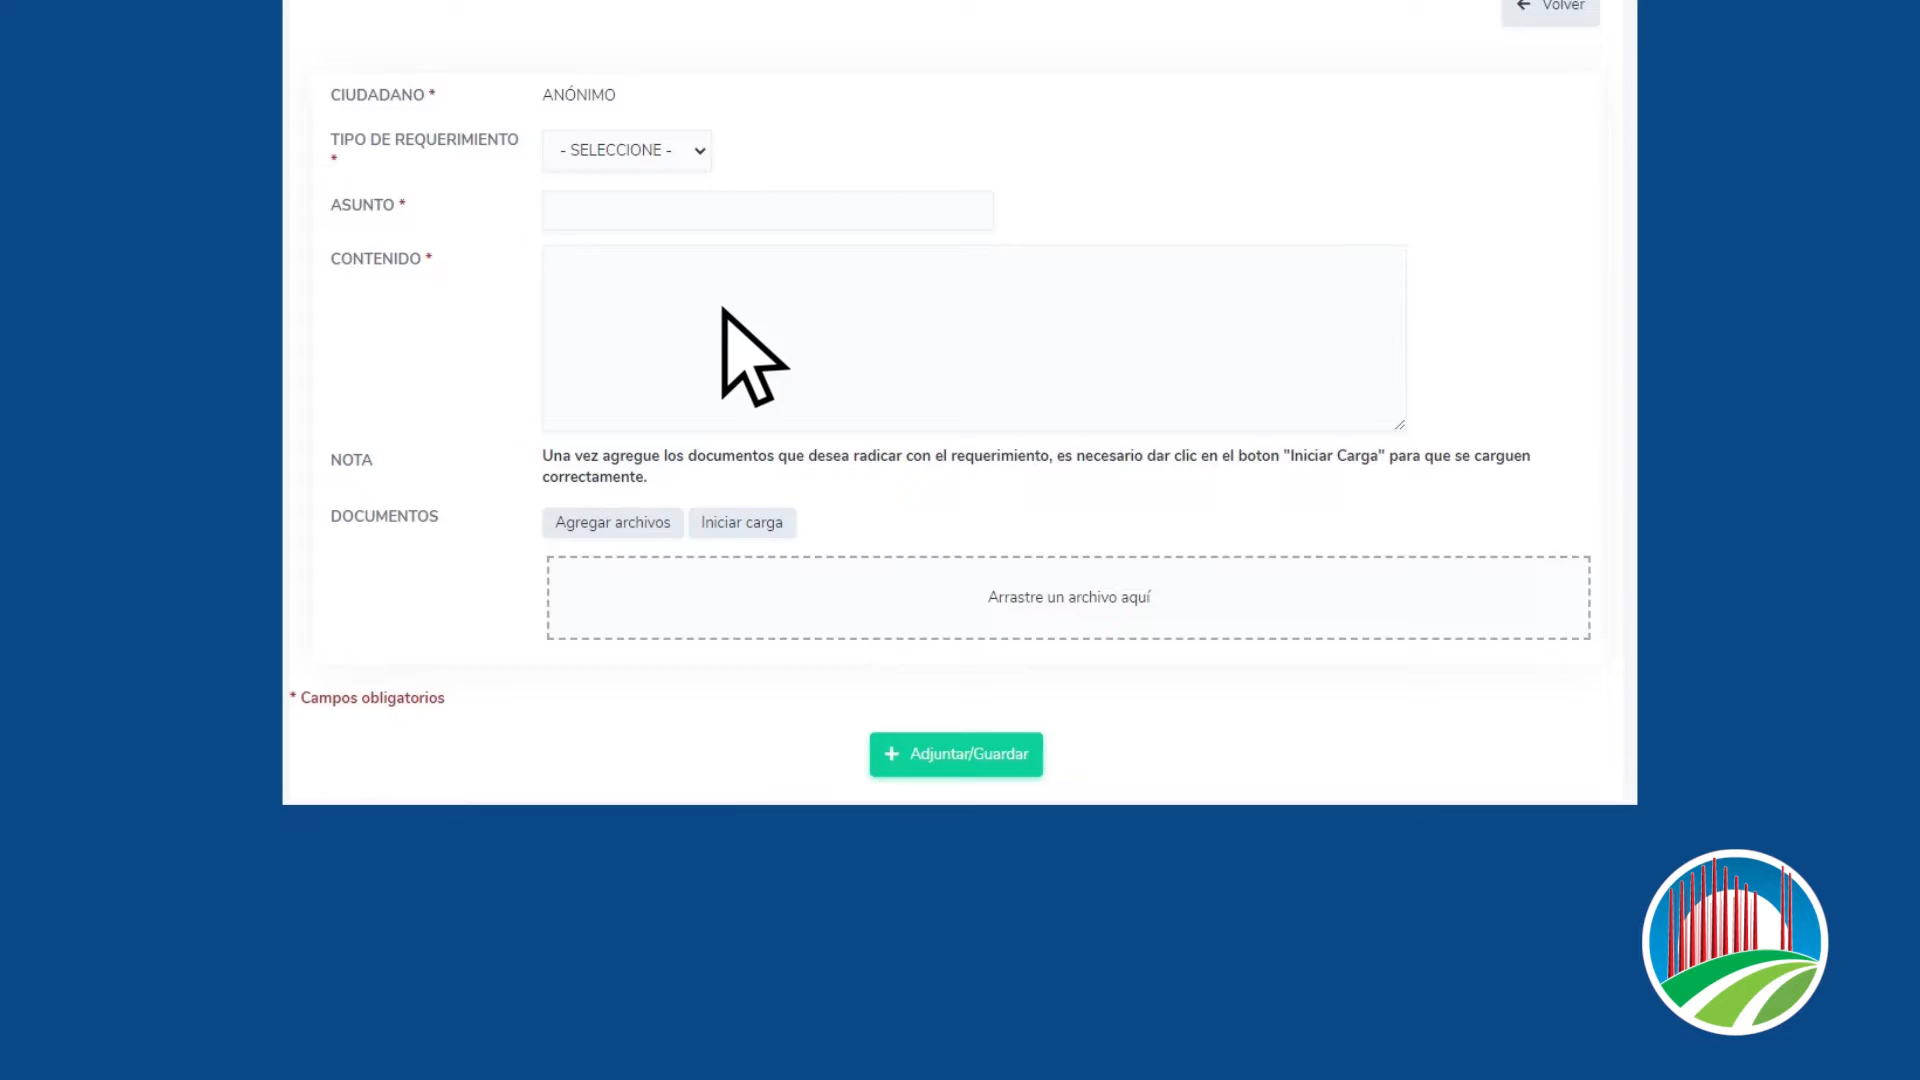 Volver
CIUDADANO * ANÓNIMO
TIPO DE REQUERIMIENTO
* - SELECCIONE -
ASUNTO *
CONTENIDO *
NOTA Una vez agregue los documentos que desea radicar con el requerimiento, es necesario dar clic en el boton "Iniciar Carga" para que se carguen
correctamente.
DOCUMENTOS Agregar archivos Iniciar carga
Arrastre un archivo aquí
* Campos obligatorios
+ Adjuntar/Guardar